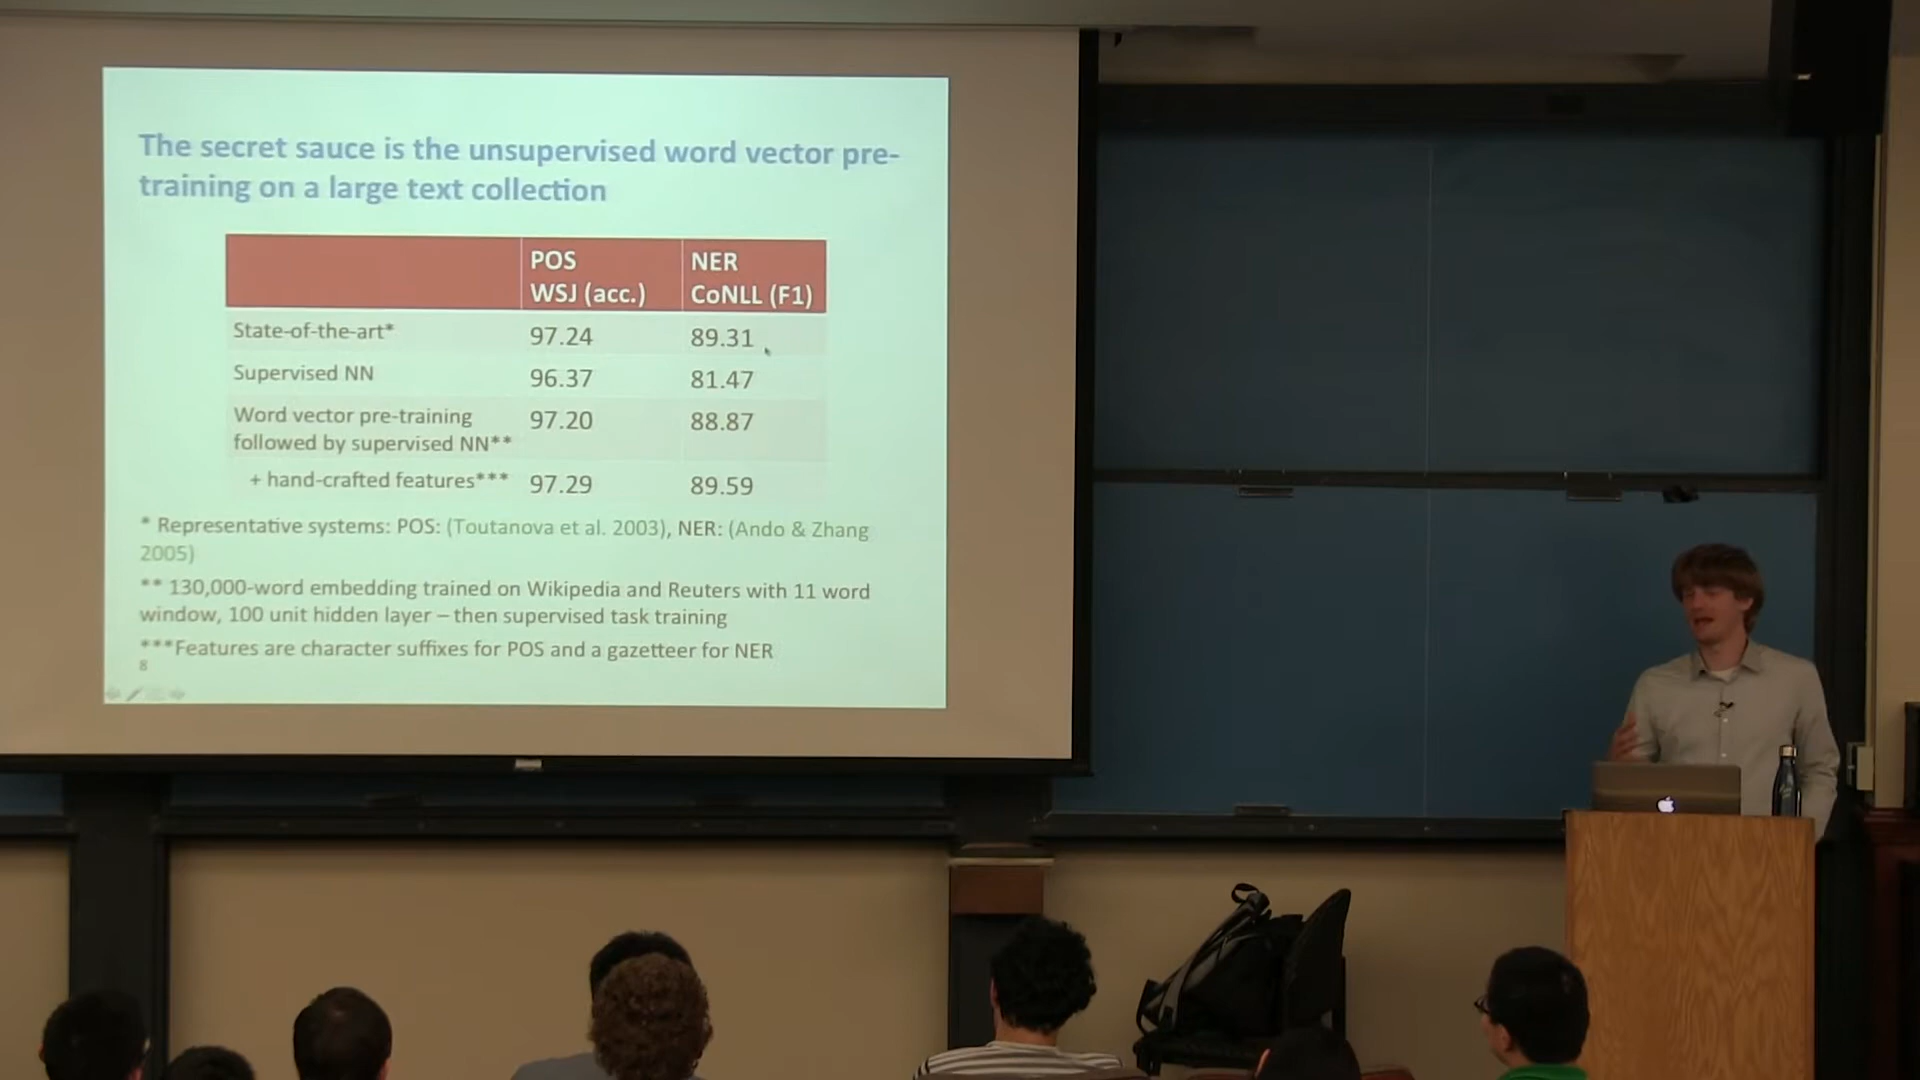 The secret sauce is the unsupervised word vector pre-
training on a large text collection
POS
WSJ (acc.)
NER
CoNLL (F1)
State-of-the-art*
97.24
89.31
Supervised NN
96.37
81.47
Word vector pre-training
followed by supervised NN**
97.20
88.87
+ hand-crafted features***
97.29
89.59
* Representative systems: POS: (Toutanova et al. 2003), NER: (Ando & Zhang
2005)
** 130,000-word embedding trained on Wikipedia and Reuters with 11 word
window, 100 unit hidden layer – then supervised task training
***Features are character suffixes for POS and a gazetteer for NER
8